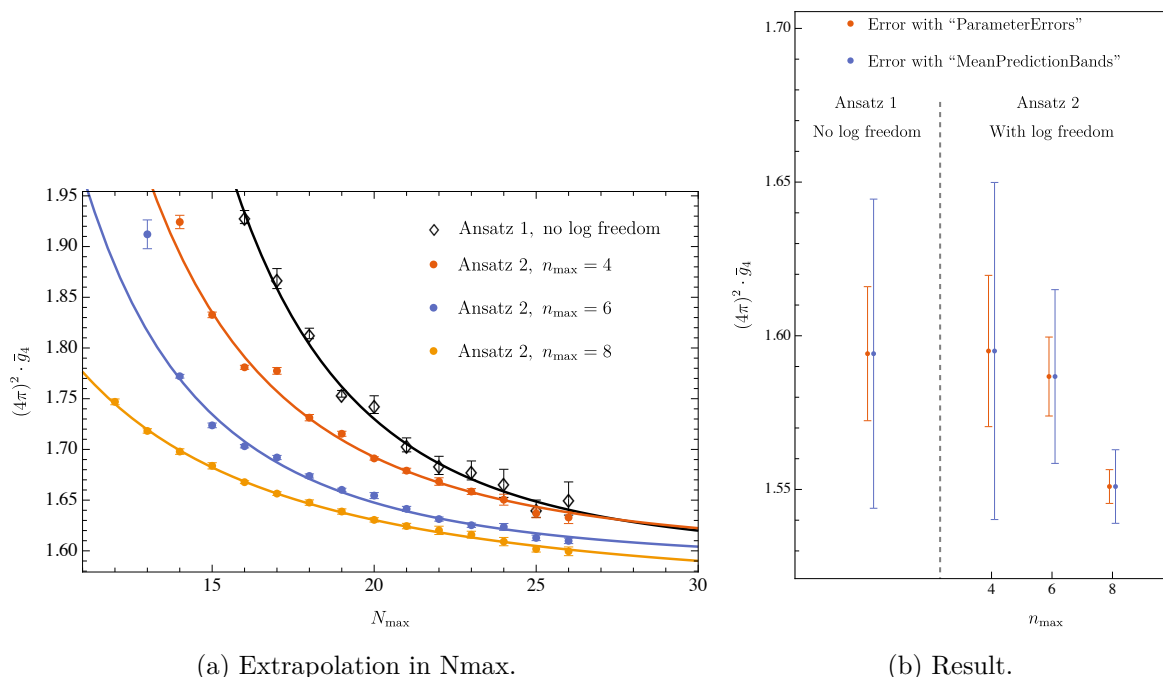 1.95
1.90
1.85
1.80
1.75
1.70
1.65
1.60
(4π)² · ḡ₄
15
20
25
30
N_max
Ansatz 1, no log freedom
Ansatz 2, n_max = 4
Ansatz 2, n_max = 6
Ansatz 2, n_max = 8
(a) Extrapolation in Nmax.
1.70
1.65
1.60
1.55
(4π)² · ḡ₄
Error with “ParameterErrors”
Error with “MeanPredictionBands”
Ansatz 1
No log freedom
Ansatz 2
With log freedom
4
6
8
n_max
(b) Result.